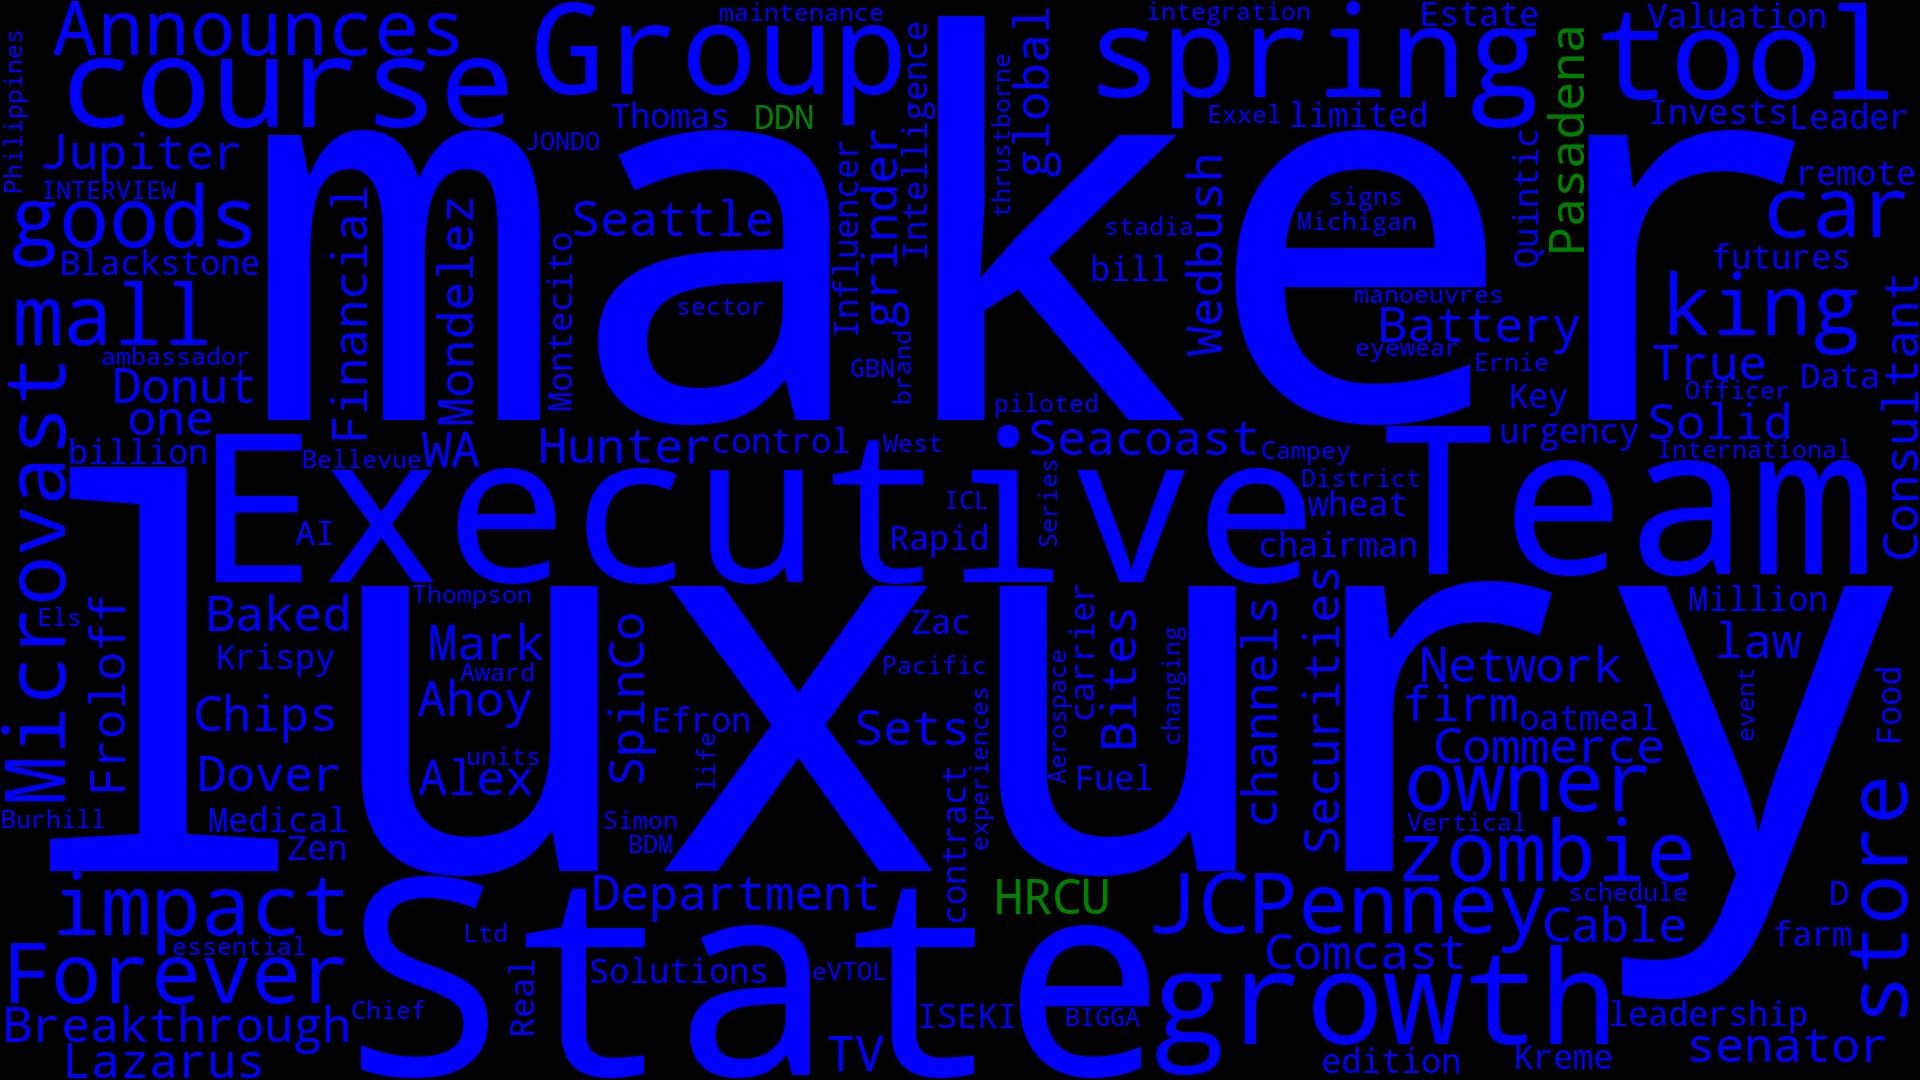 Announces
maintenance
integration
Estate
Valuation
course
Group
global
spring
tool
Philippines
Thomas
DDN
JONDO
Intelligence
thrustborne
Exxel
limited
Quintic
Pasadena
Invests
Leader
Jupiter
INTERVIEW
goods
Blackstone
maker
Financial
Mondelez
Montecito
Seattle
sector
Influencer
grinder
GBN
brand
stadia
bill
Wedbush
signs
Michigan
remote
car
futures
manoeuvres
Battery
eyewear
Ernie
king
mall
ambassador
Donut
one
billion
piloted
Key
True
Officer
Data
Solid
Consultant
Microvast
Bellevue
WA
Hunter
control
West
Seacoast
Campey
urgency
International
Executive
Team
AI
ICL
Rapid
Series
District
wheat
chairman
Els
Froloff
luxury
Baked
Krispy
Chips
Dover
Medical
Zen
Burhill
Thompson
Mark
Award
Ahoy
units
Alex
SpinCo
Efron
life
Simon
BDM
Zac
Pacific
Sets
experiences
contract
Aerospace
carrier
Fuel
Bites
changing
channels
Securities
Million
law
Network
firm
oatmeal
Commerce
owner
Vertical
zombie
event
Food
store
impact
essential
Forever
Breakthrough
Lazarus
Chief
State
Ltd
Real
Department
Solutions
eVTOL
TV
ISEKI
HRCU
BIGGA
JCPenney
schedule
Cable
D
farm
Comcast
growth
leadership
edition
Kreme
senator